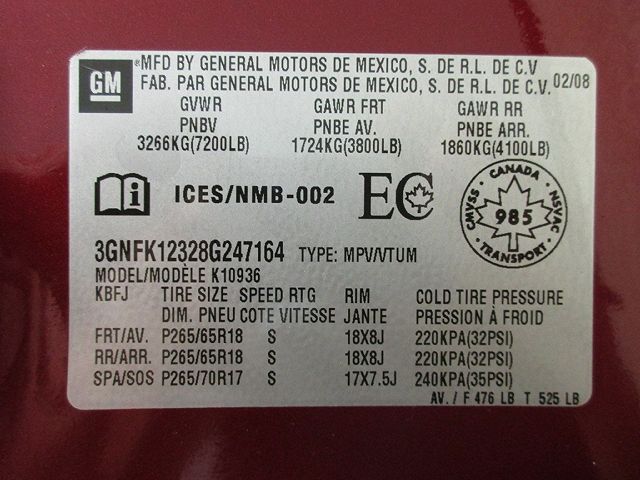 GM
MFD BY GENERAL MOTORS DE MEXICO, S. DE R.L. DE C.V
FAB. PAR GENERAL MOTORS DE MEXICO, S. DE R.L. DE C.V. 02/08
GVWR GAWR FRT GAWR RR
PNBV PNBE AV. PNBE ARR.
3266KG(7200LB) 1724KG(3800LB) 1860KG(4100LB)
i ICES/NMB-002 EC
CANADA
CMVSS 985 NSVAC
TRANSPORT
3GNFK12328G247164 TYPE: MPV/VTUM
MODEL/MODÈLE K10936
KBFJ TIRE SIZE SPEED RTG RIM COLD TIRE PRESSURE
DIM. PNEU COTE VITESSE JANTE PRESSION À FROID
FRT/AV. P265/65R18 S 18X8J 220KPA(32PSI)
RR/ARR. P265/65R18 S 18X8J 220KPA(32PSI)
SPA/SOS P265/70R17 S 17X7.5J 240KPA(35PSI)
AV. / F 476 LB T 525 LB